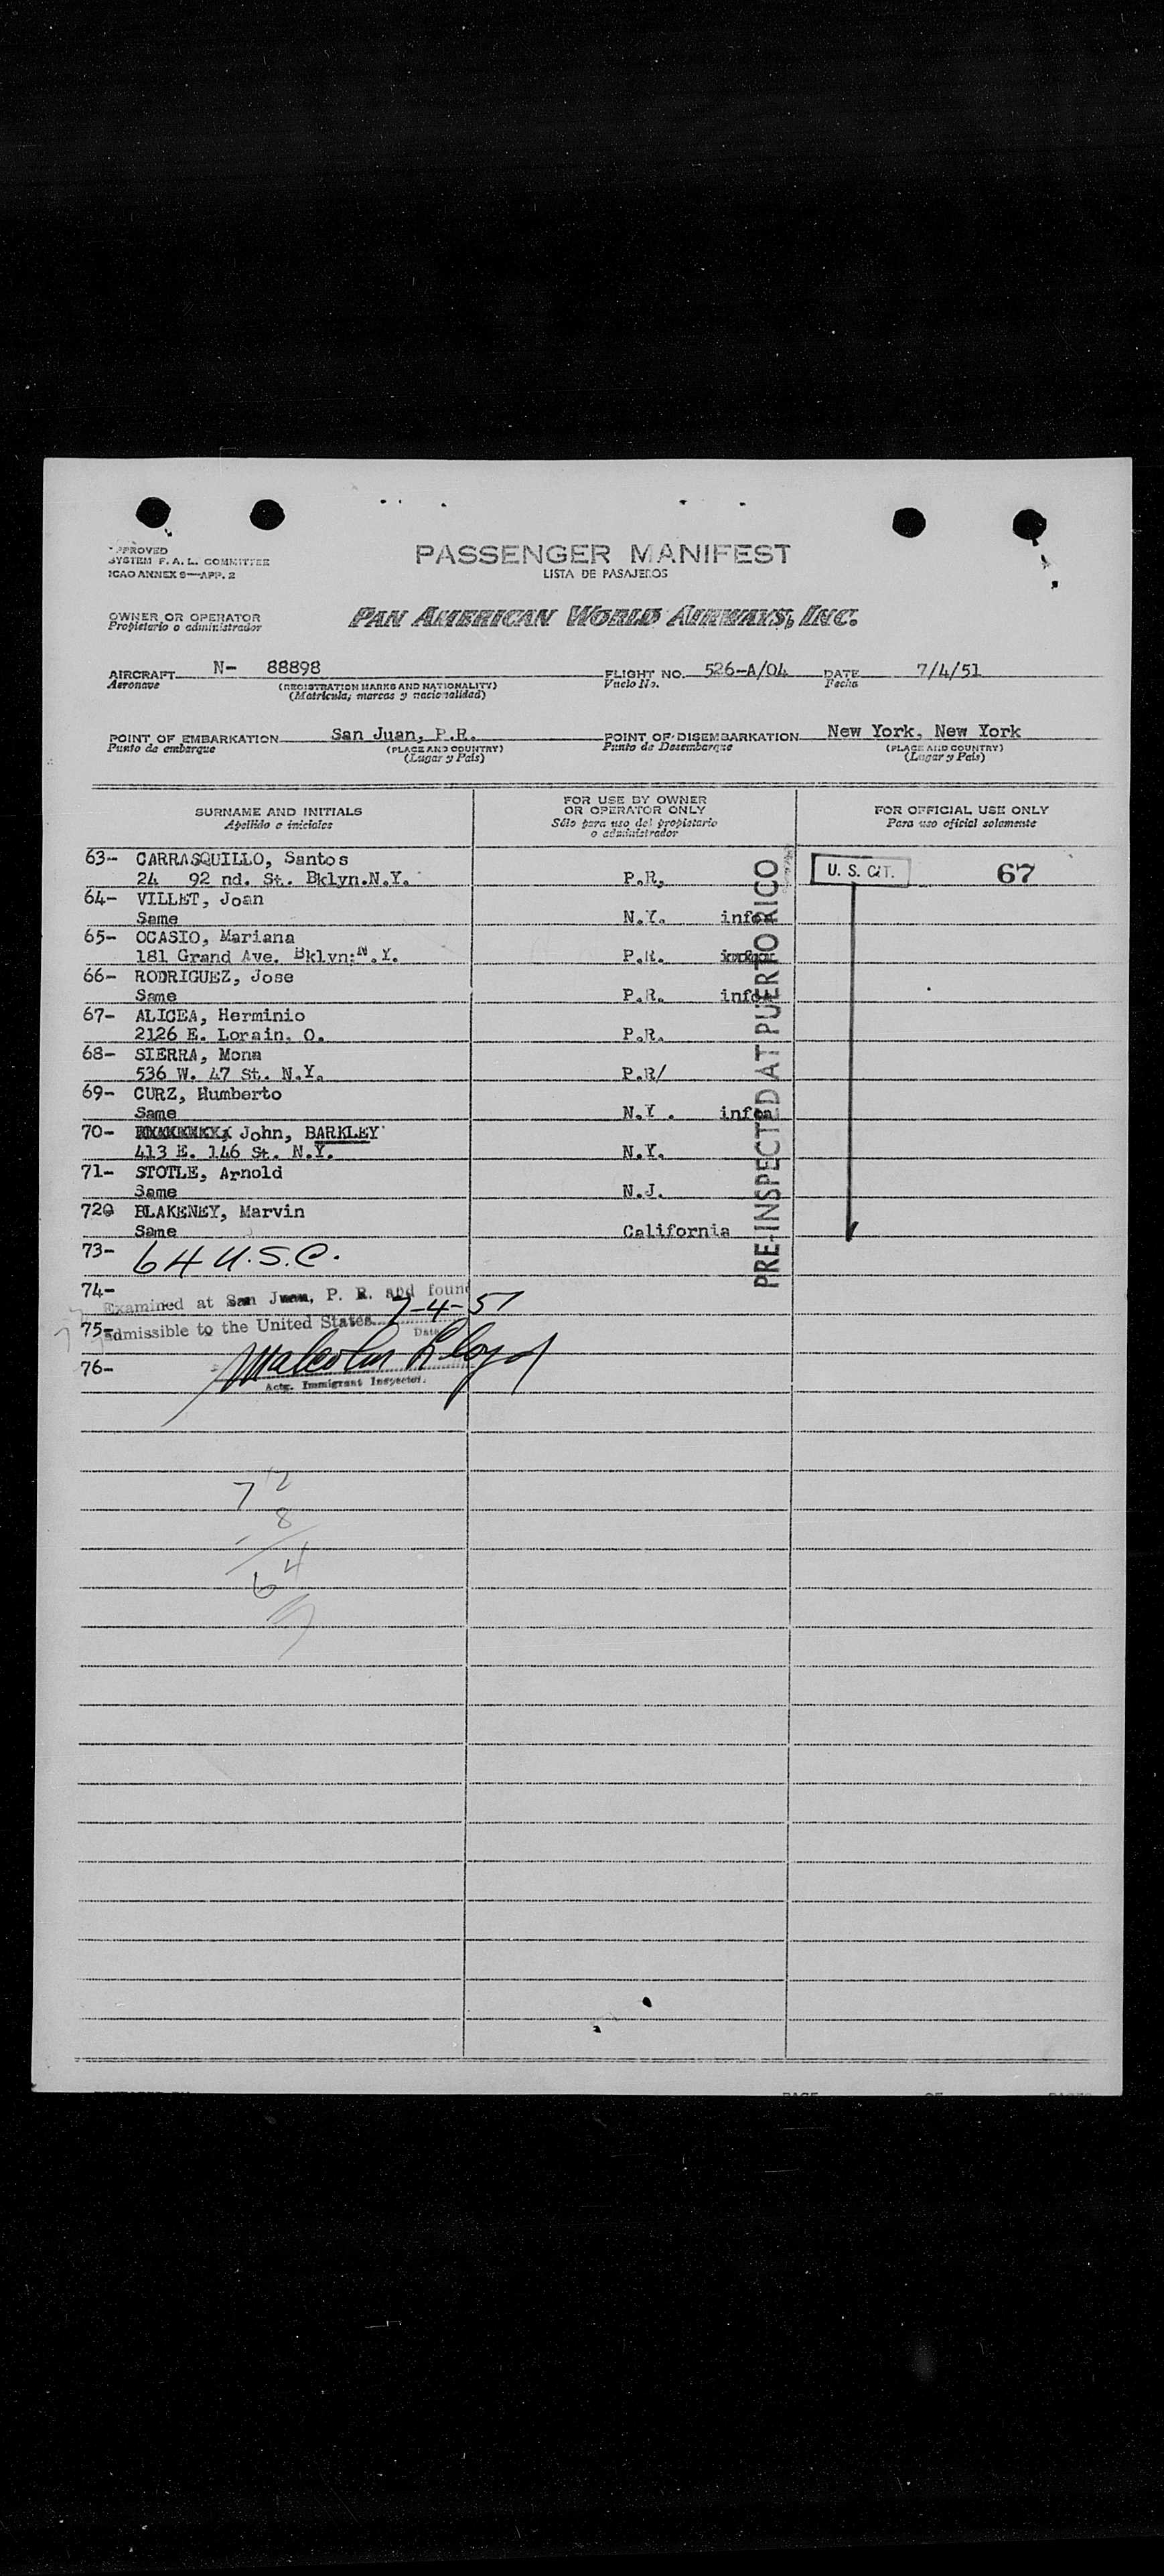 APPROVED
SYSTEM F. A. L. COMMITTEE
ICAO ANNEX 9—APP. 2
PASSENGER MANIFEST
LISTA DE PASAJEROS
OWNER OR OPERATOR
Propietario o administrador
PAN AMERICAN WORLD AIRWAYS, INC.
AIRCRAFT N- 88898 FLIGHT NO. 526-A/04 DATE 7/4/51
Aeronave (REGISTRATION MARKS AND NATIONALITY) Vuelo No. Fecha
(Matrícula; marcas y nacionalidad)
POINT OF EMBARKATION San Juan, P.R. POINT OF DISEMBARKATION New York, New York
Punto de embarque (PLACE AND COUNTRY) Punto de Desembarque (PLACE AND COUNTRY)
(Lugar y País) (Lugar y País)
SURNAME AND INITIALS FOR USE BY OWNER OR OPERATOR ONLY FOR OFFICIAL USE ONLY
Apellido e iniciales Sólo para uso del propietario o administrador Para uso oficial solamente
63- CARRASQUILLO, Santos
24 92 nd. St. Bklyn.N.Y. P.R. U. S. CIT. 67
64- VILLET, Joan
Same N.Y. infea
65- OCASIO, Mariana
181 Grand Ave. Bklyn:N.Y. P.R.
66- RODRIGUEZ, Jose
Same P.R. infea
67- ALICEA, Herminio
2126 E. Lorain. O. P.R.
68- SIERRA, Mona
536 W. 47 St. N.Y. P.R/
69- CURZ, Humberto
Same N.Y. infea
70- John, BARKLEY
413 E. 146 St. N.Y. N.Y.
71- STOTLE, Arnold
Same N.J.
720 BLAKENEY, Marvin
Same California
PRE-INSPECTED AT PUERTO RICO
73- 64 U.S.C.
74-
Examined at San Juan, P. R. and found
75-
admissible to the United States 7-4-51
Date
76- Malcolm Lloyd
Actg. Immigrant Inspector.
72
8
64